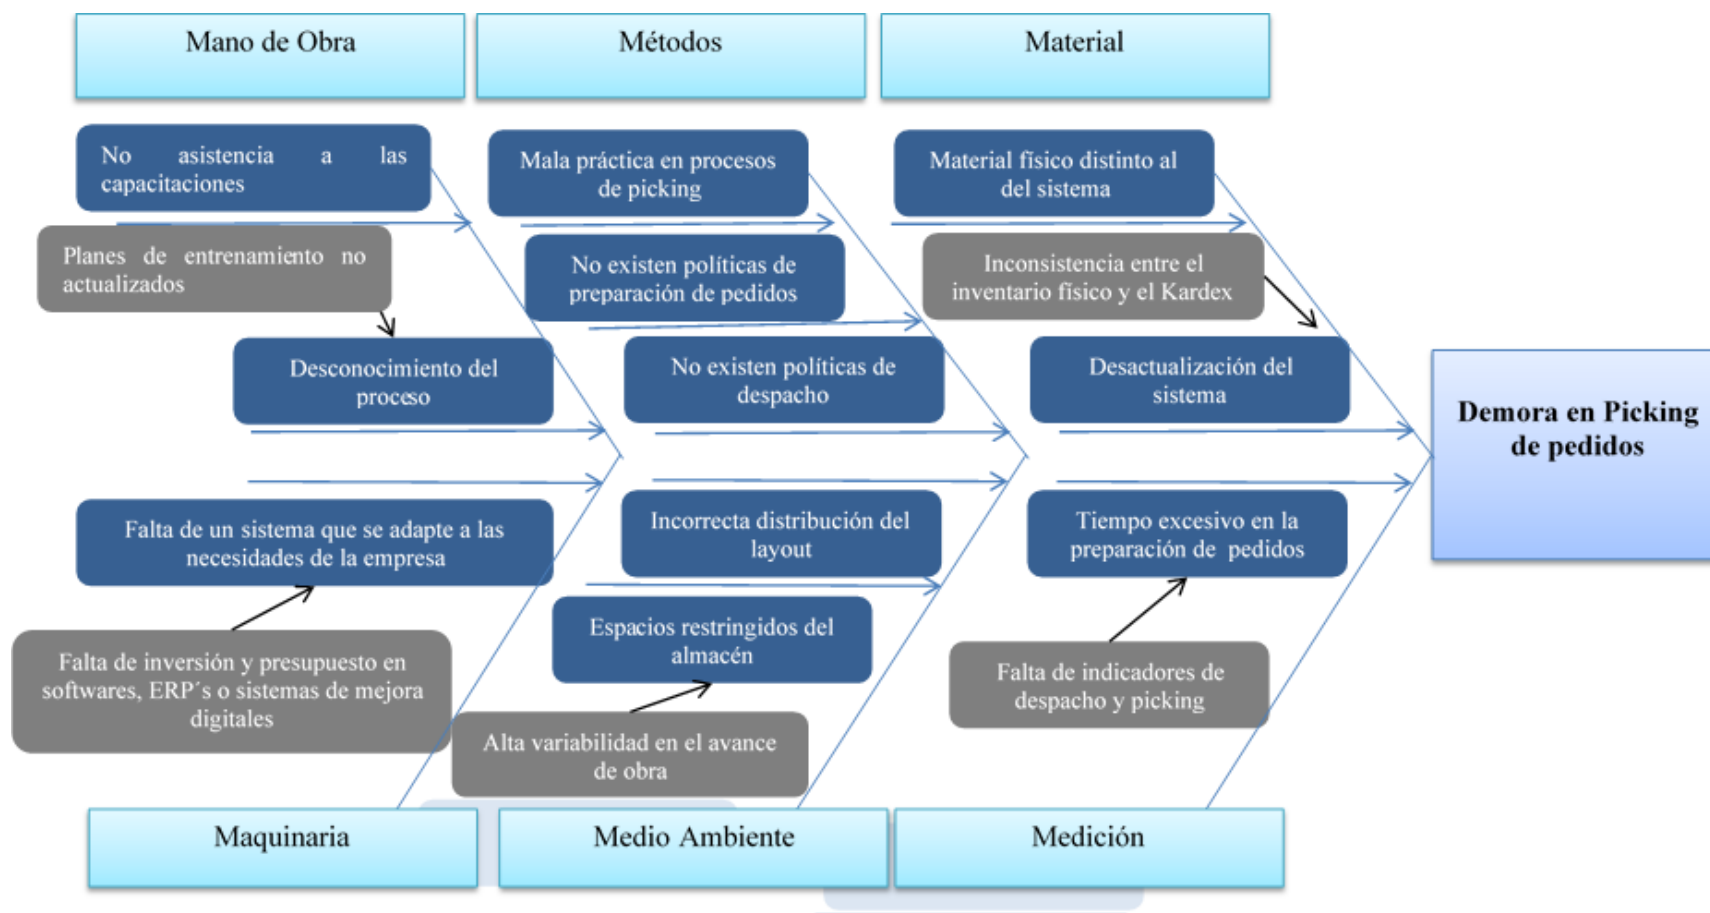 Mano de Obra
Métodos
Material
No asistencia a las
capacitaciones
Mala práctica en procesos
de picking
Material físico distinto al
del sistema
Planes de entrenamiento no
actualizados
No existen políticas de
preparación de pedidos
Inconsistencia entre el
inventario físico y el Kardex
Desconocimiento del
proceso
No existen políticas de
despacho
Desactualización del
sistema
Demora en Picking
de pedidos
Falta de un sistema que se adapte a las
necesidades de la empresa
Incorrecta distribución del
layout
Tiempo excesivo en la
preparación de pedidos
Falta de inversión y presupuesto en
softwares, ERP´s o sistemas de mejora
digitales
Espacios restringidos del
almacén
Falta de indicadores de
despacho y picking
Alta variabilidad en el avance
de obra
Maquinaria
Medio Ambiente
Medición